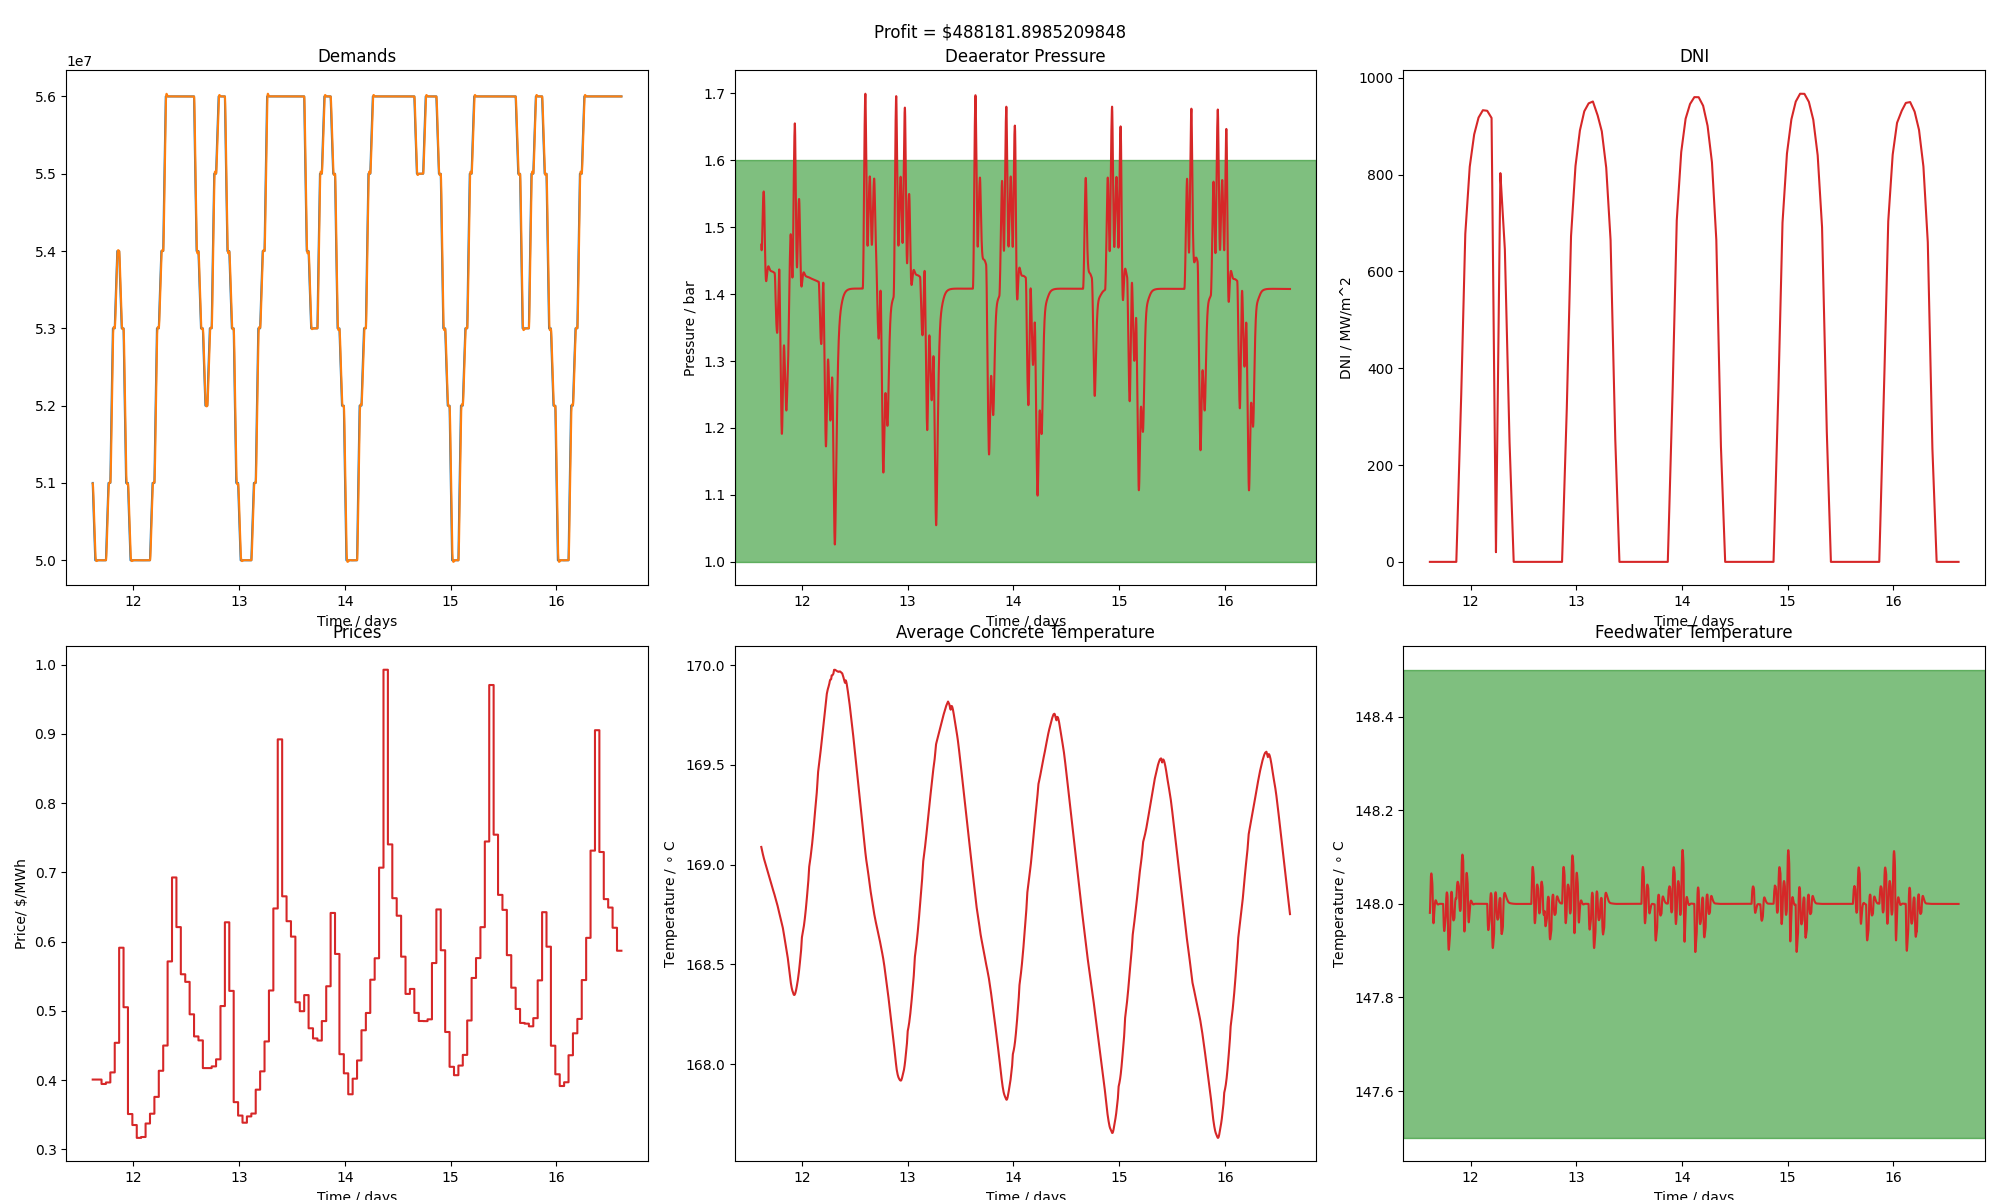 Profit = $488181.8985209848
Demands
1e7
5.6
5.5
5.4
5.3
5.2
5.1
5.0
12 13 14 15 16
Time / days
Deaerator Pressure
Pressure / bar
1.7
1.6
1.5
1.4
1.3
1.2
1.1
1.0
12 13 14 15 16
Time / days
DNI
DNI / MW/m^2
1000
800
600
400
200
0
12 13 14 15 16
Time / days
Prices
Price/ $/MWh
1.0
0.9
0.8
0.7
0.6
0.5
0.4
0.3
12 13 14 15 16
Time / days
Average Concrete Temperature
Temperature / ∘ C
170.0
169.5
169.0
168.5
168.0
12 13 14 15 16
Time / days
Feedwater Temperature
Temperature / ∘ C
148.4
148.2
148.0
147.8
147.6
12 13 14 15 16
Time / days